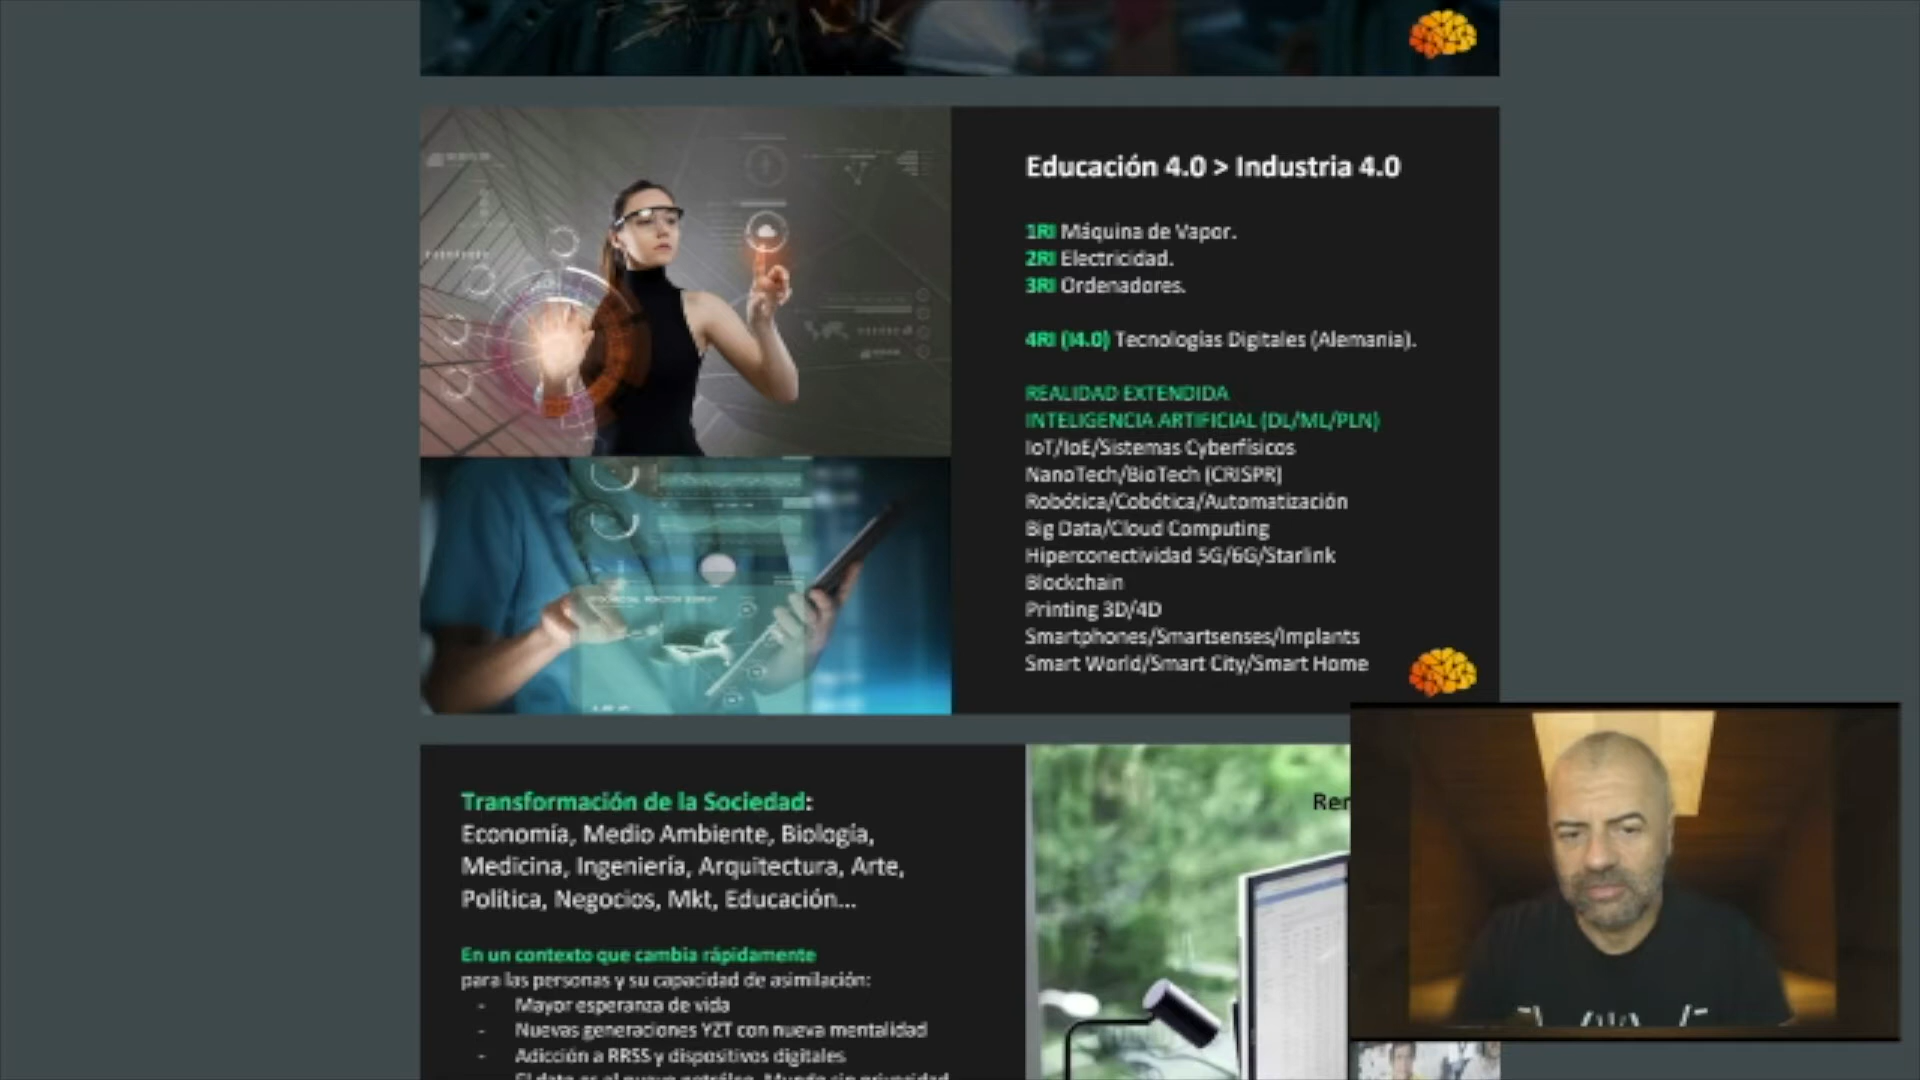 Educación 4.0 > Industria 4.0
1RI Máquina de Vapor.
2RI Electricidad.
3RI Ordenadores.
4RI (I4.0) Tecnologías Digitales (Alemania).
REALIDAD EXTENDIDA
INTELIGENCIA ARTIFICIAL (DL/ML/PLN)
IoT/IoE/Sistemas Cyberfísicos
NanoTech/BioTech (CRISPR)
Robótica/Cobótica/Automatización
Big Data/Cloud Computing
Hiperconectividad 5G/6G/Starlink
Blockchain
Printing 3D/4D
Smartphones/Smartsenses/Implants
Smart World/Smart City/Smart Home
Transformación de la Sociedad:
Economía, Medio Ambiente, Biología,
Medicina, Ingeniería, Arquitectura, Arte,
Política, Negocios, Mkt, Educación...
En un contexto que cambia rápidamente
para las personas y su capacidad de asimilación:
- Mayor esperanza de vida
- Nuevas generaciones YZT con nueva mentalidad
- Adicción a RRSS y dispositivos digitales
Ren